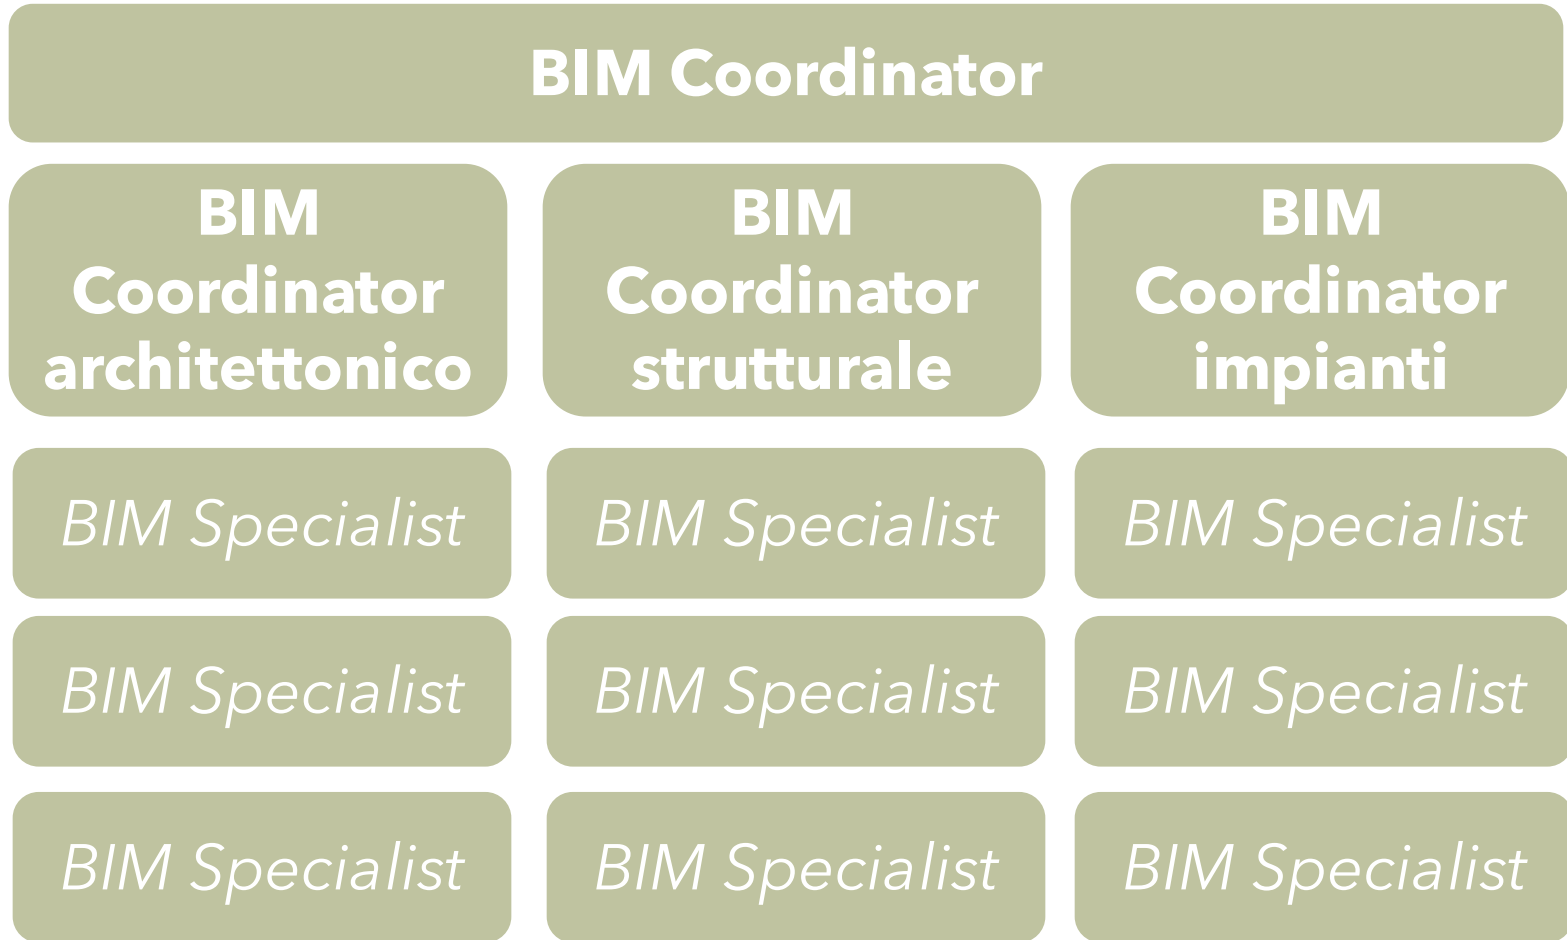 BIM Coordinator
BIM
Coordinator
architettonico
BIM
Coordinator
strutturale
BIM
Coordinator
impianti
BIM Specialist
BIM Specialist
BIM Specialist
BIM Specialist
BIM Specialist
BIM Specialist
BIM Specialist
BIM Specialist
BIM Specialist